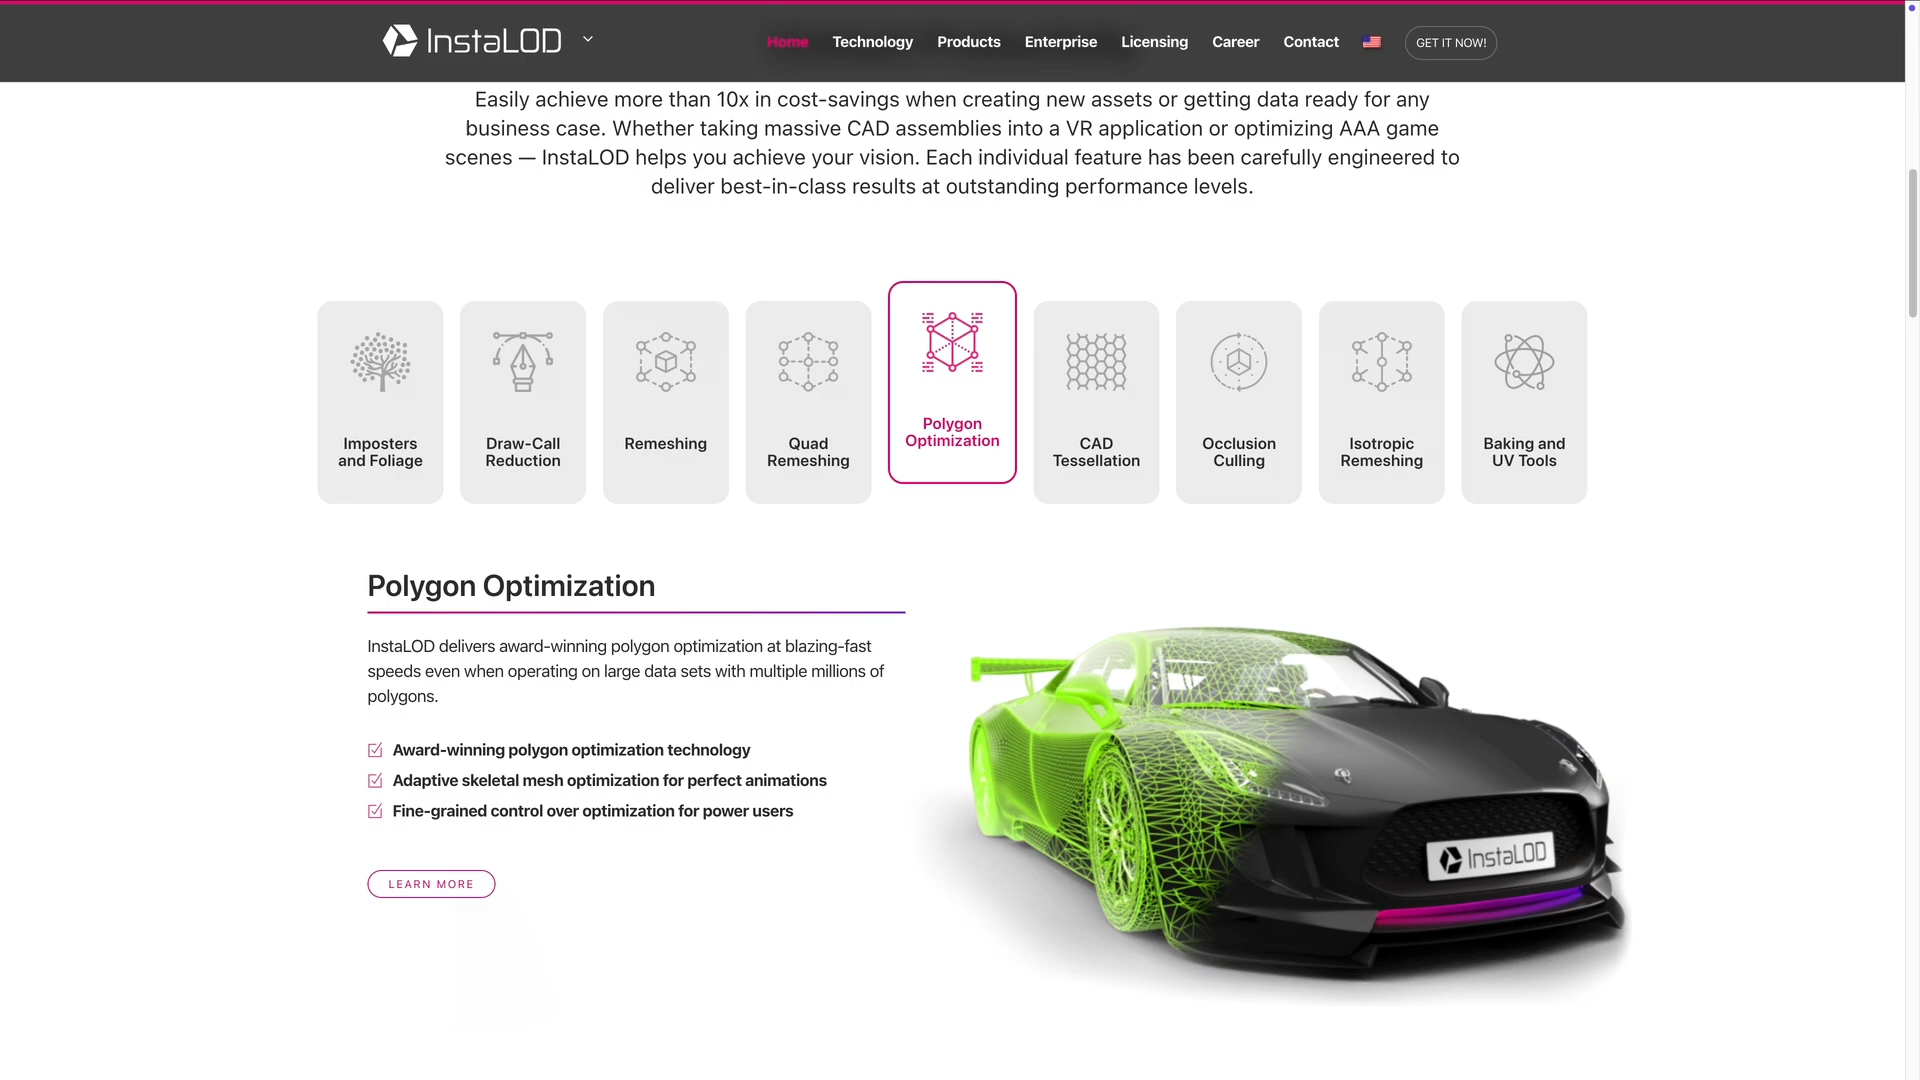 InstaLOD
Home Technology Products Enterprise Licensing Career Contact GET IT NOW!
Easily achieve more than 10x in cost-savings when creating new assets or getting data ready for any
business case. Whether taking massive CAD assemblies into a VR application or optimizing AAA game
scenes — InstaLOD helps you achieve your vision. Each individual feature has been carefully engineered to
deliver best-in-class results at outstanding performance levels.
Imposters
and Foliage
Draw-Call
Reduction
Remeshing
Quad
Remeshing
Polygon
Optimization
CAD
Tessellation
Occlusion
Culling
Isotropic
Remeshing
Baking and
UV Tools
Polygon Optimization
InstaLOD delivers award-winning polygon optimization at blazing-fast
speeds even when operating on large data sets with multiple millions of
polygons.
Award-winning polygon optimization technology
Adaptive skeletal mesh optimization for perfect animations
Fine-grained control over optimization for power users
LEARN MORE
InstaLOD